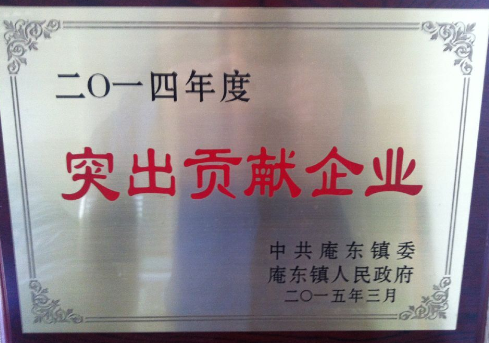 二〇一四年度
突出贡献企业
中共庵东镇委
庵东镇人民政府
二〇一五年三月